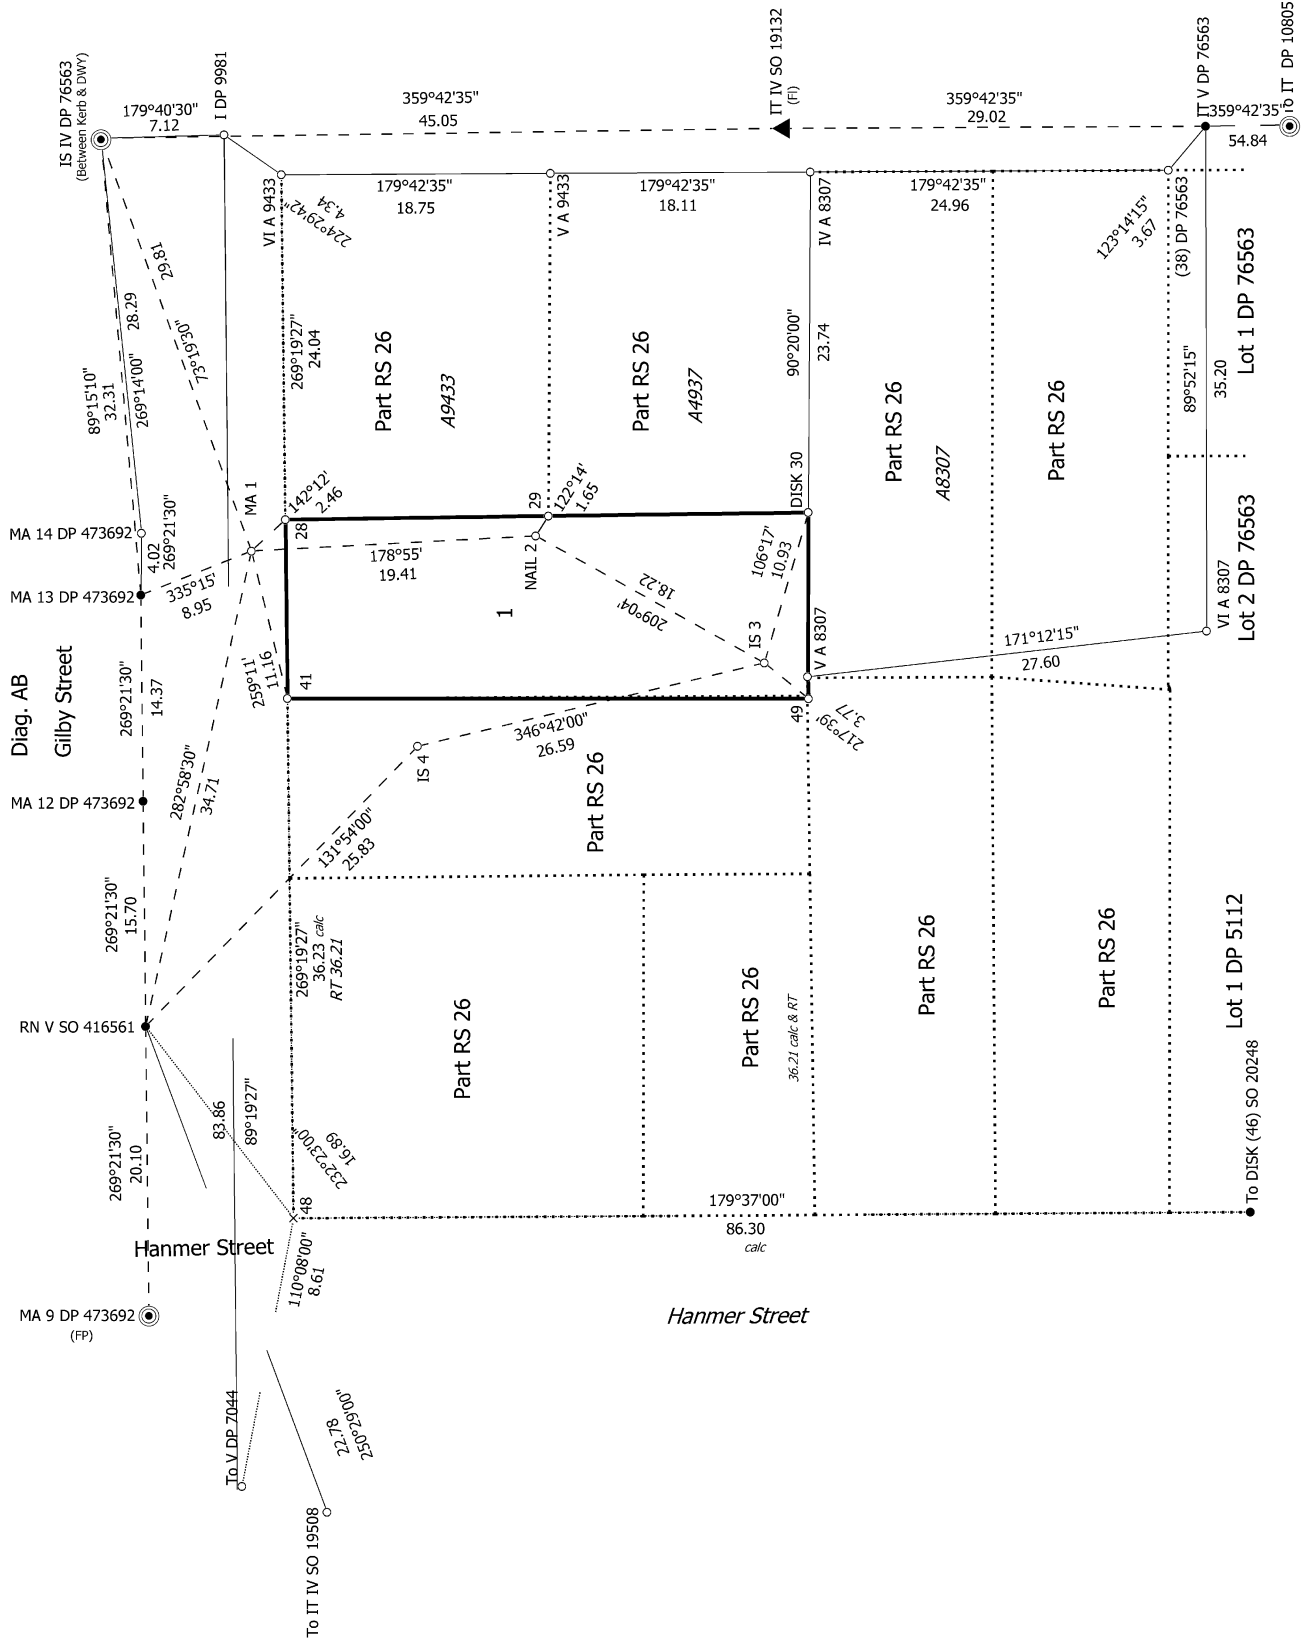 IS IV DP 76563
(Between Kerb & DWY)
179°40'30"
7.12
I DP 9981
359°42'35"
45.05
IT IV SO 19132
(FI)
359°42'35"
29.02
IT V DP 76563
359°42'35"
54.84
To IT DP 10805
VI A 9433
224°29'42"
4.34
179°42'35"
18.75
V A 9433
179°42'35"
18.11
IV A 8307
179°42'35"
24.96
123°14'15"
3.67
(38) DP 76563
Lot 1 DP 76563
29.81
73°19'30"
28.29
269°14'00"
89°15'10"
32.31
269°19'27"
24.04
Part RS 26
A9433
Part RS 26
A4937
90°20'00"
23.74
Part RS 26
A8307
Part RS 26
89°52'15"
35.20
MA 14 DP 473692
4.02
269°21'30"
MA 1
142°12'
2.46
28
29
122°14'
1.65
DISK 30
MA 13 DP 473692
335°15'
8.95
178°55'
19.41
NAIL 2
106°17'
10.93
18.22
209°04'
1
IS 3
V A 8307
VI A 8307
Lot 2 DP 76563
171°12'15"
27.60
Diag. AB
Gilby Street
269°21'30"
14.37
259°11'
11.16
41
49
217°39'
3.77
346°42'00"
26.59
IS 4
Part RS 26
MA 12 DP 473692
282°58'30"
34.71
131°54'00"
25.83
269°21'30"
15.70
269°19'27"
36.23 calc
RT 36.21
RN V SO 416561
Part RS 26
Part RS 26
36.21 calc & RT
Part RS 26
Part RS 26
Lot 1 DP 5112
83.86
89°19'27"
232°23'00"
16.89
269°21'30"
20.10
48
179°37'00"
86.30
calc
To DISK (46) SO 20248
Hanmer Street
110°08'00"
8.61
MA 9 DP 473692
(FP)
Hanmer Street
To V DP 7044
22.78
250°29'00"
To IT IV SO 19508